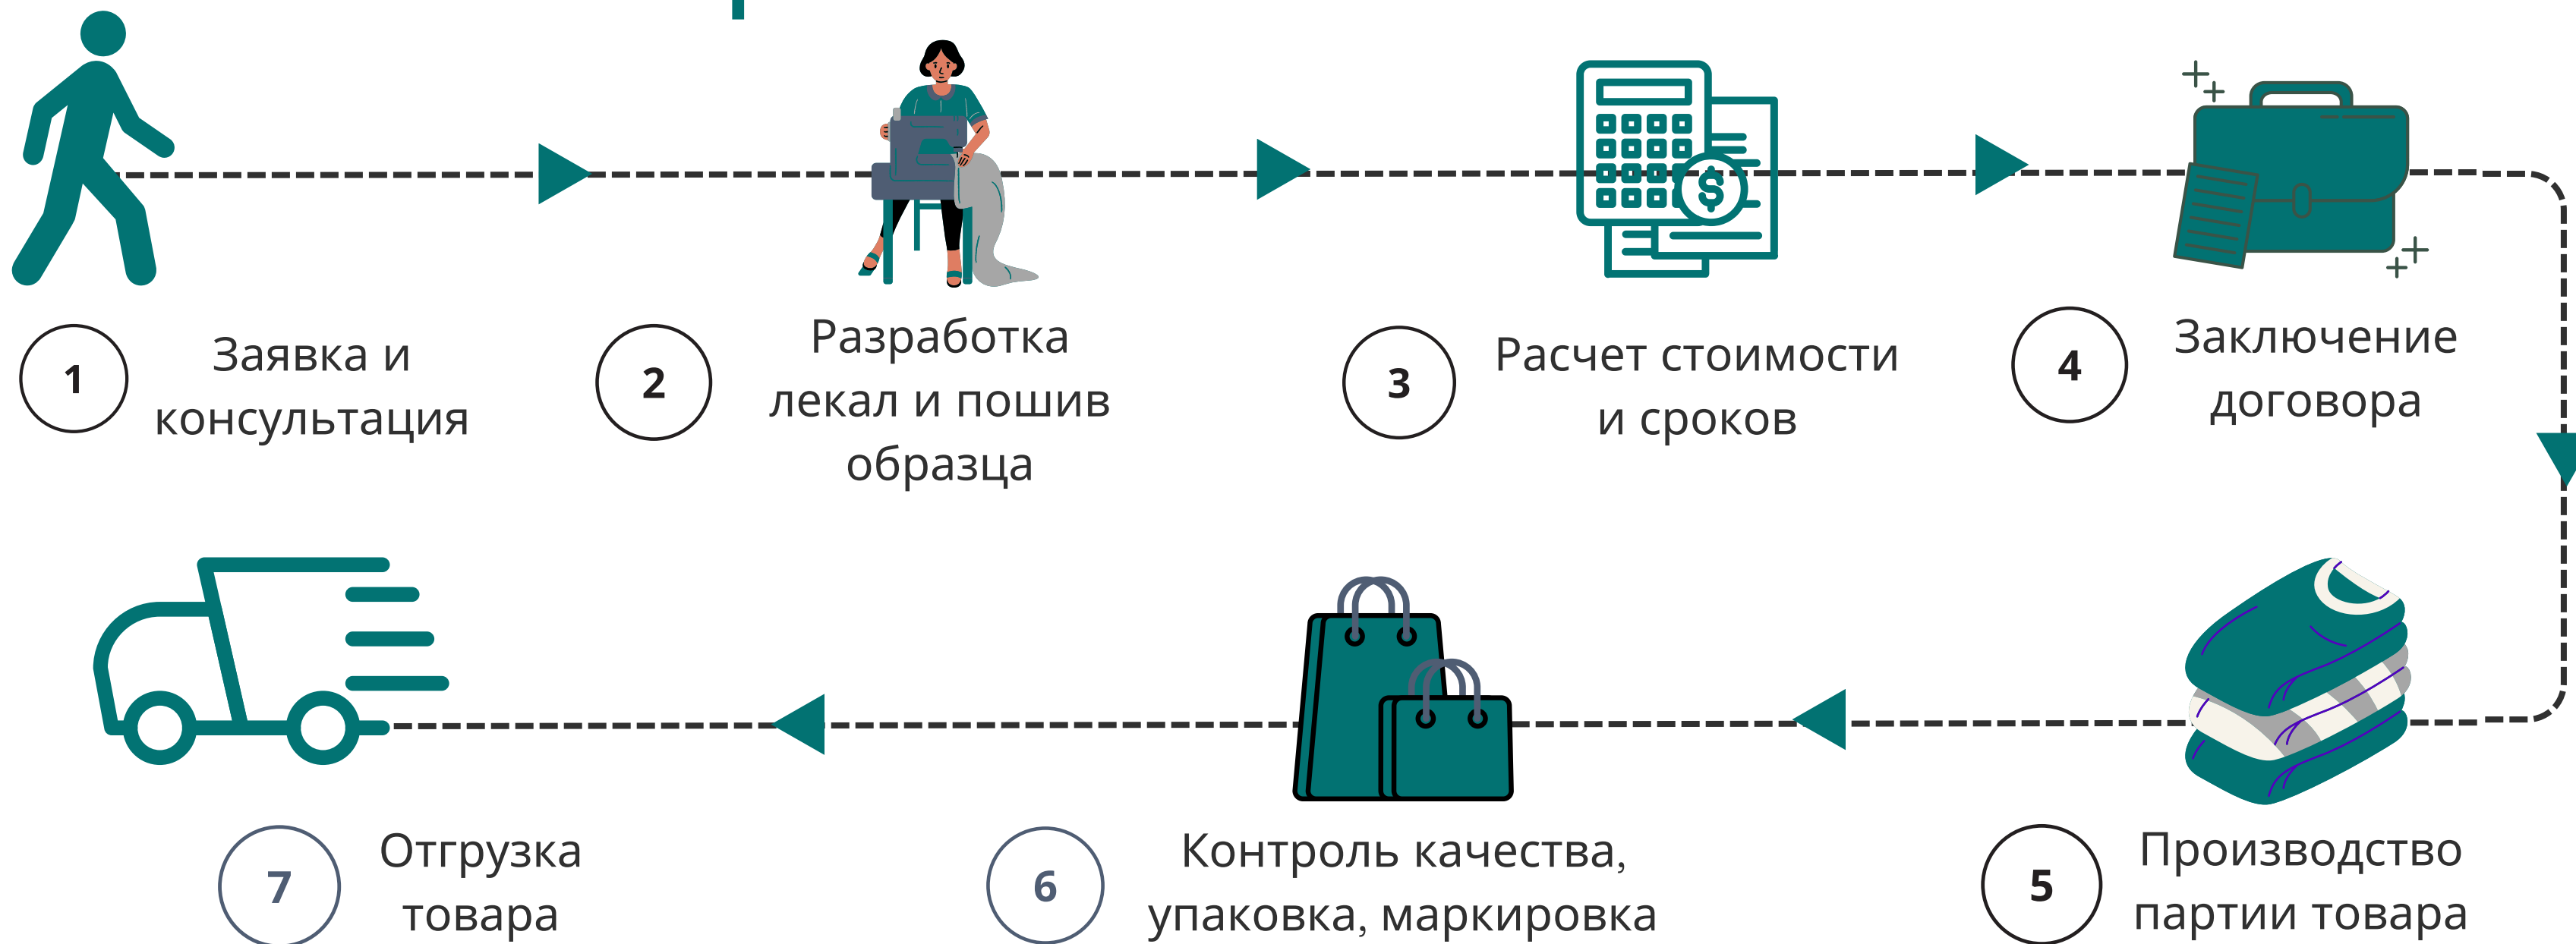 1
Заявка и
консультация
2
Разработка
лекал и пошив
образца
3
Расчет стоимости
и сроков
$
4
Заключение
договора
5
Производство
партии товара
6
Контроль качества,
упаковка, маркировка
7
Отгрузка
товара